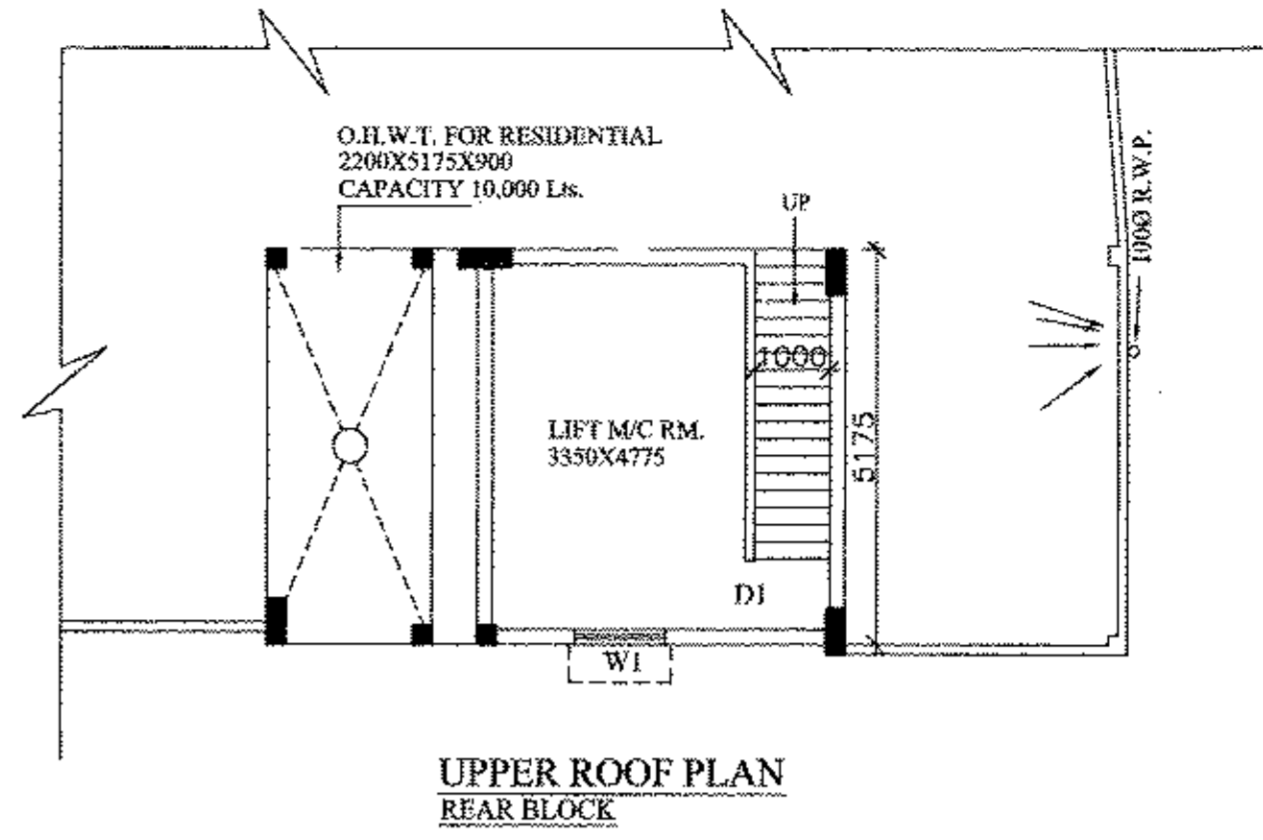 O.H.W.T. FOR RESIDENTIAL
2200X5175X900
CAPACITY 10,000 Lts.
UP
100Ø R.W.P.
1000
5175
LIFT M/C RM.
3350X4775
D1
W1
UPPER ROOF PLAN
REAR BLOCK